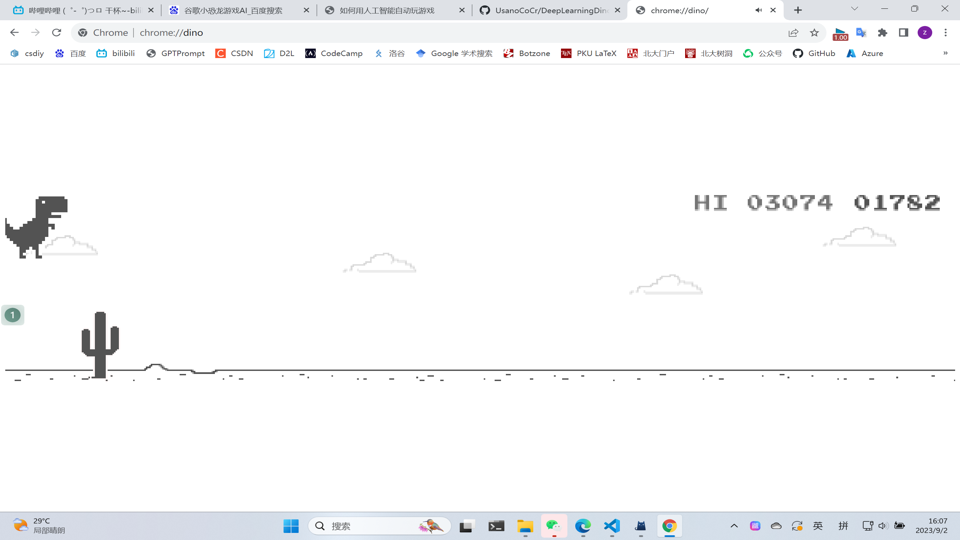 哔哩哔哩 (゜-゜)つロ 干杯~-bili
谷歌小恐龙游戏AI_百度搜索
如何用人工智能自动玩游戏
UsanoCoCr/DeepLearningDin
chrome://dino/
Chrome | chrome://dino
1.00
z
csdiy
百度
bilibili
GPTPrompt
CSDN
D2L
CodeCamp
洛谷
Google 学术搜索
Botzone
PKU LaTeX
北大门户
北大树洞
公众号
GitHub
Azure
»
HI 03074 01782
1
29°C
局部晴朗
搜索
英
拼
16:07
2023/9/2